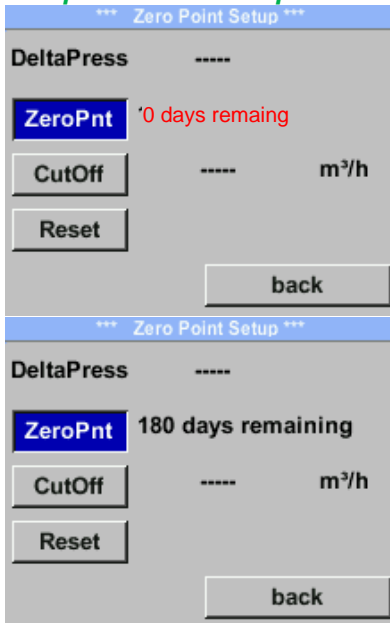 *** Zero Point Setup ***
DeltaPress -----
ZeroPnt '0 days remaing
CutOff ----- m³/h
Reset
back
*** Zero Point Setup ***
DeltaPress -----
ZeroPnt 180 days remaining
CutOff ----- m³/h
Reset
back